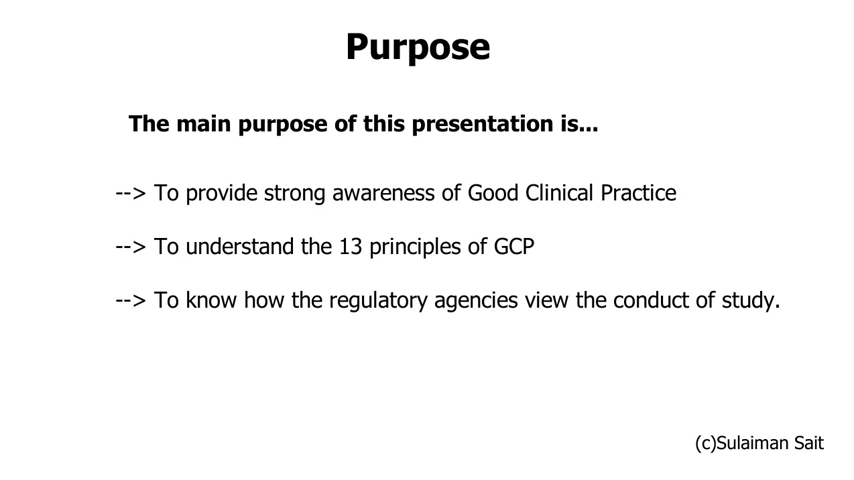 Purpose
The main purpose of this presentation is...
--> To provide strong awareness of Good Clinical Practice
--> To understand the 13 principles of GCP
--> To know how the regulatory agencies view the conduct of study.
(c)Sulaiman Sait